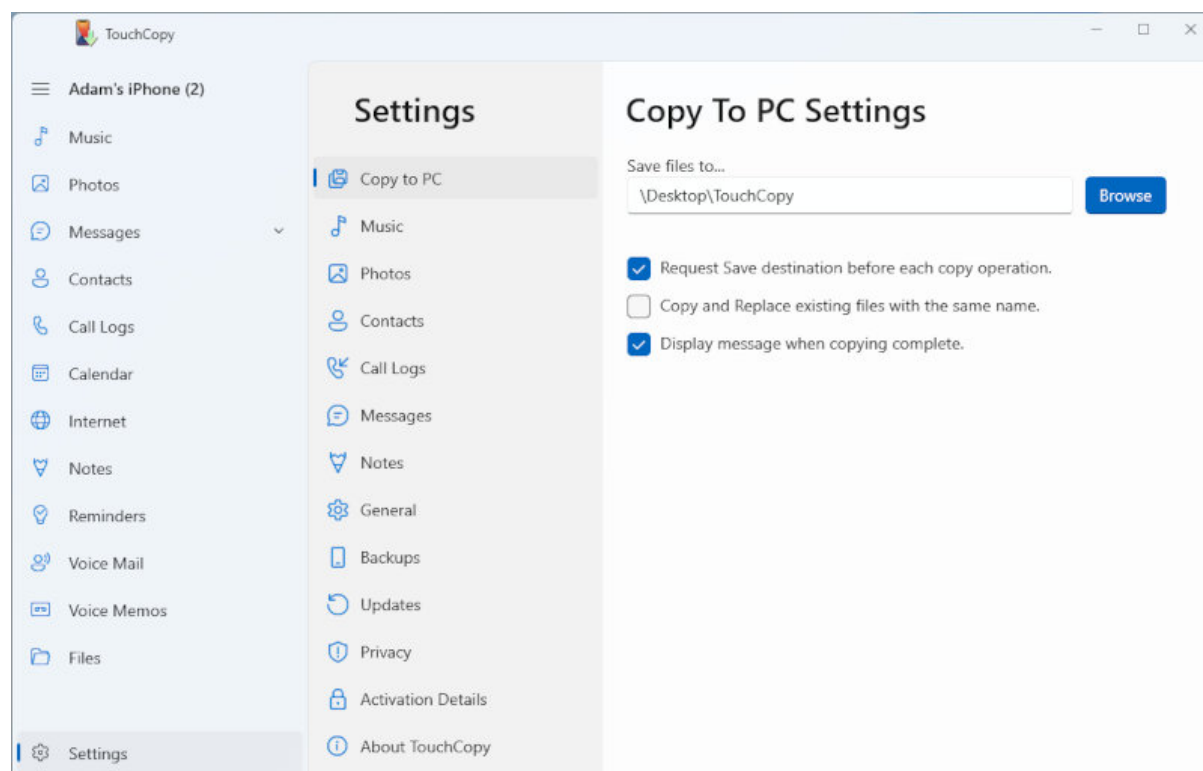 TouchCopy
Adam's iPhone (2)
Music
Photos
Messages
Contacts
Call Logs
Calendar
Internet
Notes
Reminders
Voice Mail
Voice Memos
Files
Settings
Settings
Copy to PC
Music
Photos
Contacts
Call Logs
Messages
Notes
General
Backups
Updates
Privacy
Activation Details
About TouchCopy
Copy To PC Settings
Save files to...
\Desktop\TouchCopy
Browse
Request Save destination before each copy operation.
Copy and Replace existing files with the same name.
Display message when copying complete.